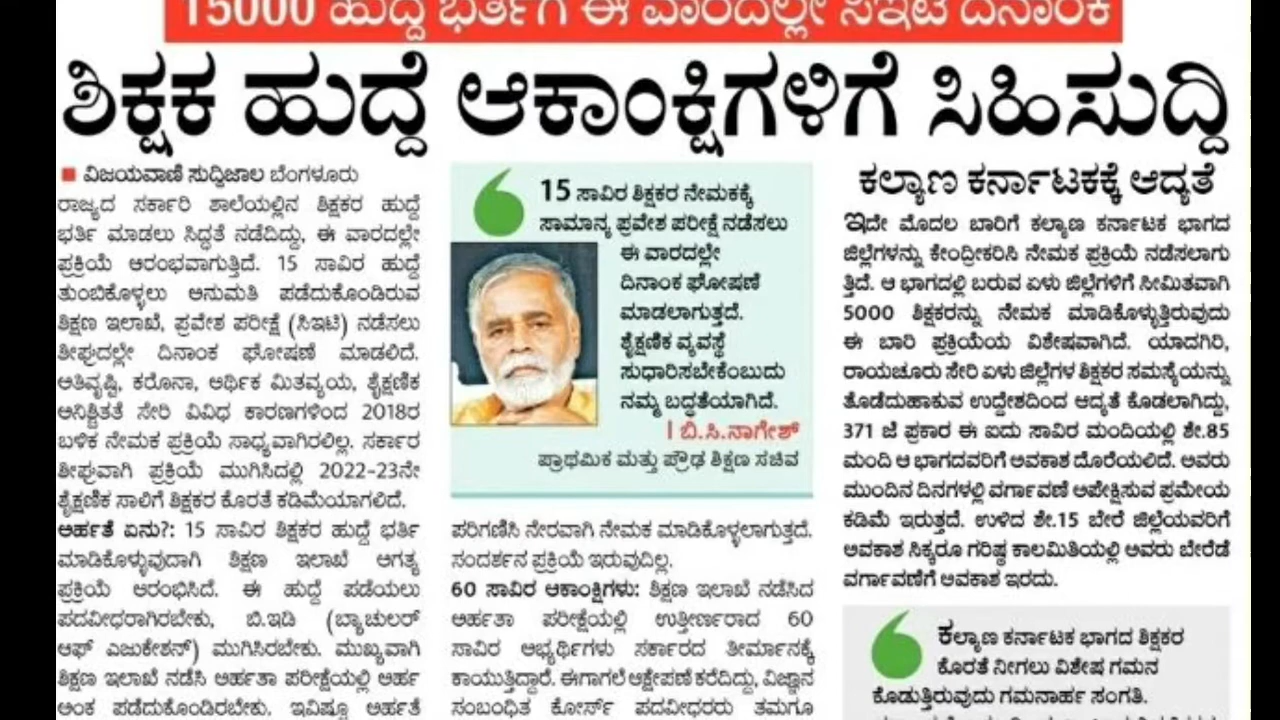 15000 ಹುದ್ದೆ ಭರ್ತಿಗೆ ಈ ವಾರದಲ್ಲೇ ಸಿಇಟಿ ದಿನಾಂಕ
ಶಿಕ್ಷಕ ಹುದ್ದೆ ಆಕಾಂಕ್ಷಿಗಳಿಗೆ ಸಿಹಿಸುದ್ದಿ
ವಿಜಯವಾಣಿ ಸುದ್ದಿಜಾಲ ಬೆಂಗಳೂರು
ರಾಜ್ಯದ ಸರ್ಕಾರಿ ಶಾಲೆಯಲ್ಲಿನ ಶಿಕ್ಷಕರ ಹುದ್ದೆ
ಭರ್ತಿ ಮಾಡಲು ಸಿದ್ಧತೆ ನಡೆದಿದ್ದು, ಈ ವಾರದಲ್ಲೇ
ಪ್ರಕ್ರಿಯೆ ಆರಂಭವಾಗುತ್ತಿದೆ. 15 ಸಾವಿರ ಹುದ್ದೆ
ತುಂಬಿಕೊಳ್ಳಲು ಅನುಮತಿ ಪಡೆದುಕೊಂಡಿರುವ
ಶಿಕ್ಷಣ ಇಲಾಖೆ, ಪ್ರವೇಶ ಪರೀಕ್ಷೆ (ಸಿಇಟಿ) ನಡೆಸಲು
ಶೀಘ್ರದಲ್ಲೇ ದಿನಾಂಕ ಘೋಷಣೆ ಮಾಡಲಿದೆ.
ಅತಿವೃಷ್ಟಿ, ಕರೊನಾ, ಆರ್ಥಿಕ ಮಿತವ್ಯಯ, ಶೈಕ್ಷಣಿಕ
ಅನಿಶ್ಚಿತತೆ ಸೇರಿ ವಿವಿಧ ಕಾರಣಗಳಿಂದ 2018ರ
ಬಳಿಕ ನೇಮಕ ಪ್ರಕ್ರಿಯೆ ಸಾಧ್ಯವಾಗಿರಲಿಲ್ಲ. ಸರ್ಕಾರ
ಶೀಘ್ರವಾಗಿ ಪ್ರಕ್ರಿಯೆ ಮುಗಿಸಿದಲ್ಲಿ 2022-23ನೇ
ಶೈಕ್ಷಣಿಕ ಸಾಲಿಗೆ ಶಿಕ್ಷಕರ ಕೊರತೆ ಕಡಿಮೆಯಾಗಲಿದೆ.
ಅರ್ಹತೆ ಏನು?: 15 ಸಾವಿರ ಶಿಕ್ಷಕರ ಹುದ್ದೆ ಭರ್ತಿ
ಮಾಡಿಕೊಳ್ಳುವುದಾಗಿ ಶಿಕ್ಷಣ ಇಲಾಖೆ ಅಗತ್ಯ
ಪ್ರಕ್ರಿಯೆ ಆರಂಭಿಸಿದೆ. ಈ ಹುದ್ದೆ ಪಡೆಯಲು
ಪದವೀಧರಾಗಿರಬೇಕು, ಬಿ.ಇಡಿ (ಬ್ಯಾಚುಲರ್
ಆಫ್ ಎಜುಕೇಶನ್) ಮುಗಿಸಿರಬೇಕು. ಮುಖ್ಯವಾಗಿ
ಶಿಕ್ಷಣ ಇಲಾಖೆ ನಡೆಸಿ ಅರ್ಹತಾ ಪರೀಕ್ಷೆಯಲ್ಲಿ ಅರ್ಹ
ಅಂಕ ಪಡೆದುಕೊಂಡಿರಬೇಕು. ಇವಿಷ್ಟೂ ಅರ್ಹತೆ
15 ಸಾವಿರ ಶಿಕ್ಷಕರ ನೇಮಕಕ್ಕೆ
ಸಾಮಾನ್ಯ ಪ್ರವೇಶ ಪರೀಕ್ಷೆ ನಡೆಸಲು
ಈ ವಾರದಲ್ಲೇ
ದಿನಾಂಕ ಘೋಷಣೆ
ಮಾಡಲಾಗುತ್ತದೆ.
ಶೈಕ್ಷಣಿಕ ವ್ಯವಸ್ಥೆ
ಸುಧಾರಿಸಬೇಕೆಂಬುದು
ನಮ್ಮ ಬದ್ಧತೆಯಾಗಿದೆ.
| ಬಿ.ಸಿ.ನಾಗೇಶ್
ಪ್ರಾಥಮಿಕ ಮತ್ತು ಪ್ರೌಢ ಶಿಕ್ಷಣ ಸಚಿವ
ಪರಿಗಣಿಸಿ ನೇರವಾಗಿ ನೇಮಕ ಮಾಡಿಕೊಳ್ಳಲಾಗುತ್ತದೆ.
ಸಂದರ್ಶನ ಪ್ರಕ್ರಿಯೆ ಇರುವುದಿಲ್ಲ.
60 ಸಾವಿರ ಆಕಾಂಕ್ಷಿಗಳು: ಶಿಕ್ಷಣ ಇಲಾಖೆ ನಡೆಸಿದ
ಅರ್ಹತಾ ಪರೀಕ್ಷೆಯಲ್ಲಿ ಉತ್ತೀರ್ಣರಾದ 60
ಸಾವಿರ ಅಭ್ಯರ್ಥಿಗಳು ಸರ್ಕಾರದ ತೀರ್ಮಾನಕ್ಕೆ
ಕಾಯುತ್ತಿದ್ದಾರೆ. ಈಗಾಗಲೆ ಆಕ್ಷೇಪಣೆ ಕರೆದಿದ್ದು, ವಿಜ್ಞಾನ
ಸಂಬಂಧಿತ ಕೋರ್ಸ್ ಪದವೀಧರರು ತಮಗೂ
ಕಲ್ಯಾಣ ಕರ್ನಾಟಕಕ್ಕೆ ಆದ್ಯತೆ
ಇದೇ ಮೊದಲ ಬಾರಿಗೆ ಕಲ್ಯಾಣ ಕರ್ನಾಟಕ ಭಾಗದ
ಜಿಲ್ಲೆಗಳನ್ನು ಕೇಂದ್ರೀಕರಿಸಿ ನೇಮಕ ಪ್ರಕ್ರಿಯೆ ನಡೆಸಲಾಗು
ತ್ತಿದೆ. ಆ ಭಾಗದಲ್ಲಿ ಬರುವ ಏಳು ಜಿಲ್ಲೆಗಳಿಗೆ ಸೀಮಿತವಾಗಿ
5000 ಶಿಕ್ಷಕರನ್ನು ನೇಮಕ ಮಾಡಿಕೊಳ್ಳುತ್ತಿರುವುದು
ಈ ಬಾರಿ ಪ್ರಕ್ರಿಯೆಯ ವಿಶೇಷವಾಗಿದೆ. ಯಾದಗಿರಿ,
ರಾಯಚೂರು ಸೇರಿ ಏಳು ಜಿಲ್ಲೆಗಳ ಶಿಕ್ಷಕರ ಸಮಸ್ಯೆಯನ್ನು
ತೊಡೆದುಹಾಕುವ ಉದ್ದೇಶದಿಂದ ಆದ್ಯತೆ ಕೊಡಲಾಗಿದ್ದು,
371 ಜೆ ಪ್ರಕಾರ ಈ ಐದು ಸಾವಿರ ಮಂದಿಯಲ್ಲಿ ಶೇ.85
ಮಂದಿ ಆ ಭಾಗದವರಿಗೆ ಅವಕಾಶ ದೊರೆಯಲಿದೆ. ಅವರು
ಮುಂದಿನ ದಿನಗಳಲ್ಲಿ ವರ್ಗಾವಣೆ ಅಪೇಕ್ಷಿಸುವ ಪ್ರಮೇಯ
ಕಡಿಮೆ ಇರುತ್ತದೆ. ಉಳಿದ ಶೇ.15 ಬೇರೆ ಜಿಲ್ಲೆಯವರಿಗೆ
ಅವಕಾಶ ಸಿಕ್ಕರೂ ಗರಿಷ್ಠ ಕಾಲಮಿತಿಯಲ್ಲಿ ಅವರು ಬೇರೆಡೆ
ವರ್ಗಾವಣೆಗೆ ಅವಕಾಶ ಇರದು.
ಕಲ್ಯಾಣ ಕರ್ನಾಟಕ ಭಾಗದ ಶಿಕ್ಷಕರ
ಕೊರತೆ ನೀಗಲು ವಿಶೇಷ ಗಮನ
ಕೊಡುತ್ತಿರುವುದು ಗಮನಾರ್ಹ ಸಂಗತಿ.